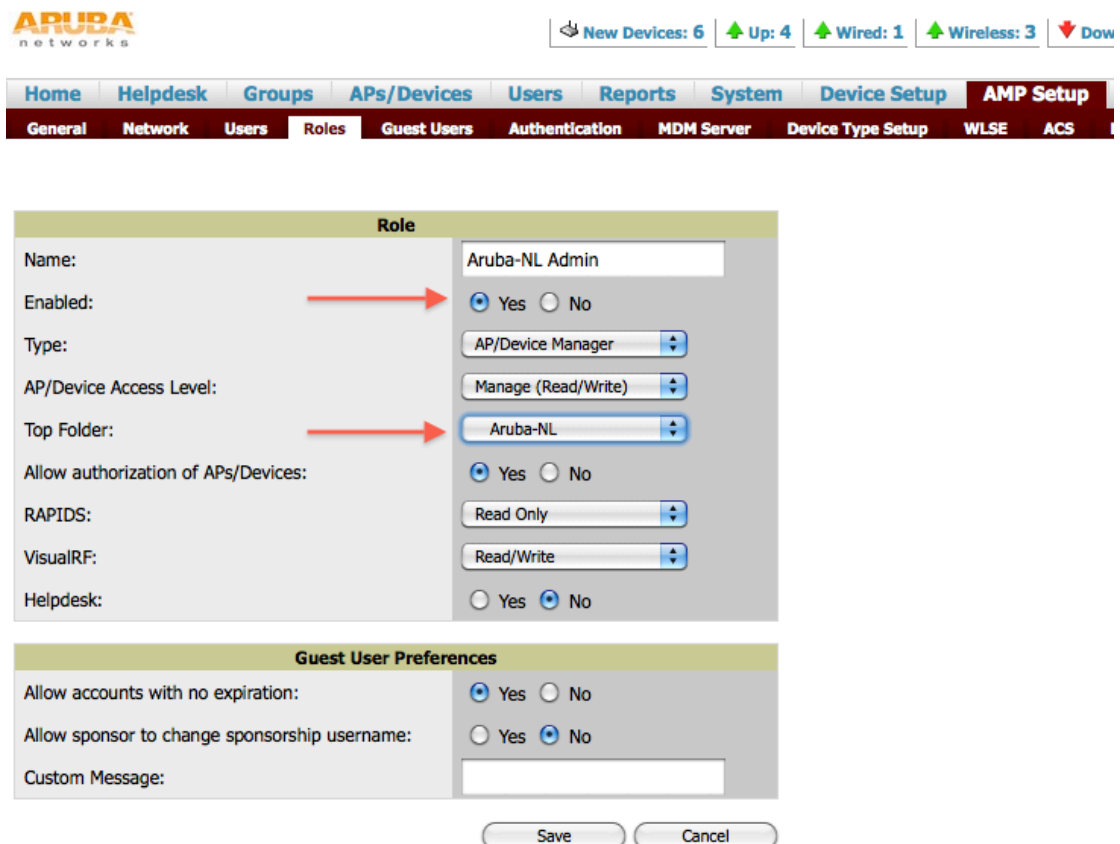 ARUBA
networks
New Devices: 6 Up: 4 Wired: 1 Wireless: 3
Home Helpdesk Groups APs/Devices Users Reports System Device Setup AMP Setup
General Network Users Roles Guest Users Authentication MDM Server Device Type Setup WLSE ACS
Role
Name: Aruba-NL Admin
Enabled: Yes No
Type: AP/Device Manager
AP/Device Access Level: Manage (Read/Write)
Top Folder: Aruba-NL
Allow authorization of APs/Devices: Yes No
RAPIDS: Read Only
VisualRF: Read/Write
Helpdesk: Yes No
Guest User Preferences
Allow accounts with no expiration: Yes No
Allow sponsor to change sponsorship username: Yes No
Custom Message:
Save Cancel